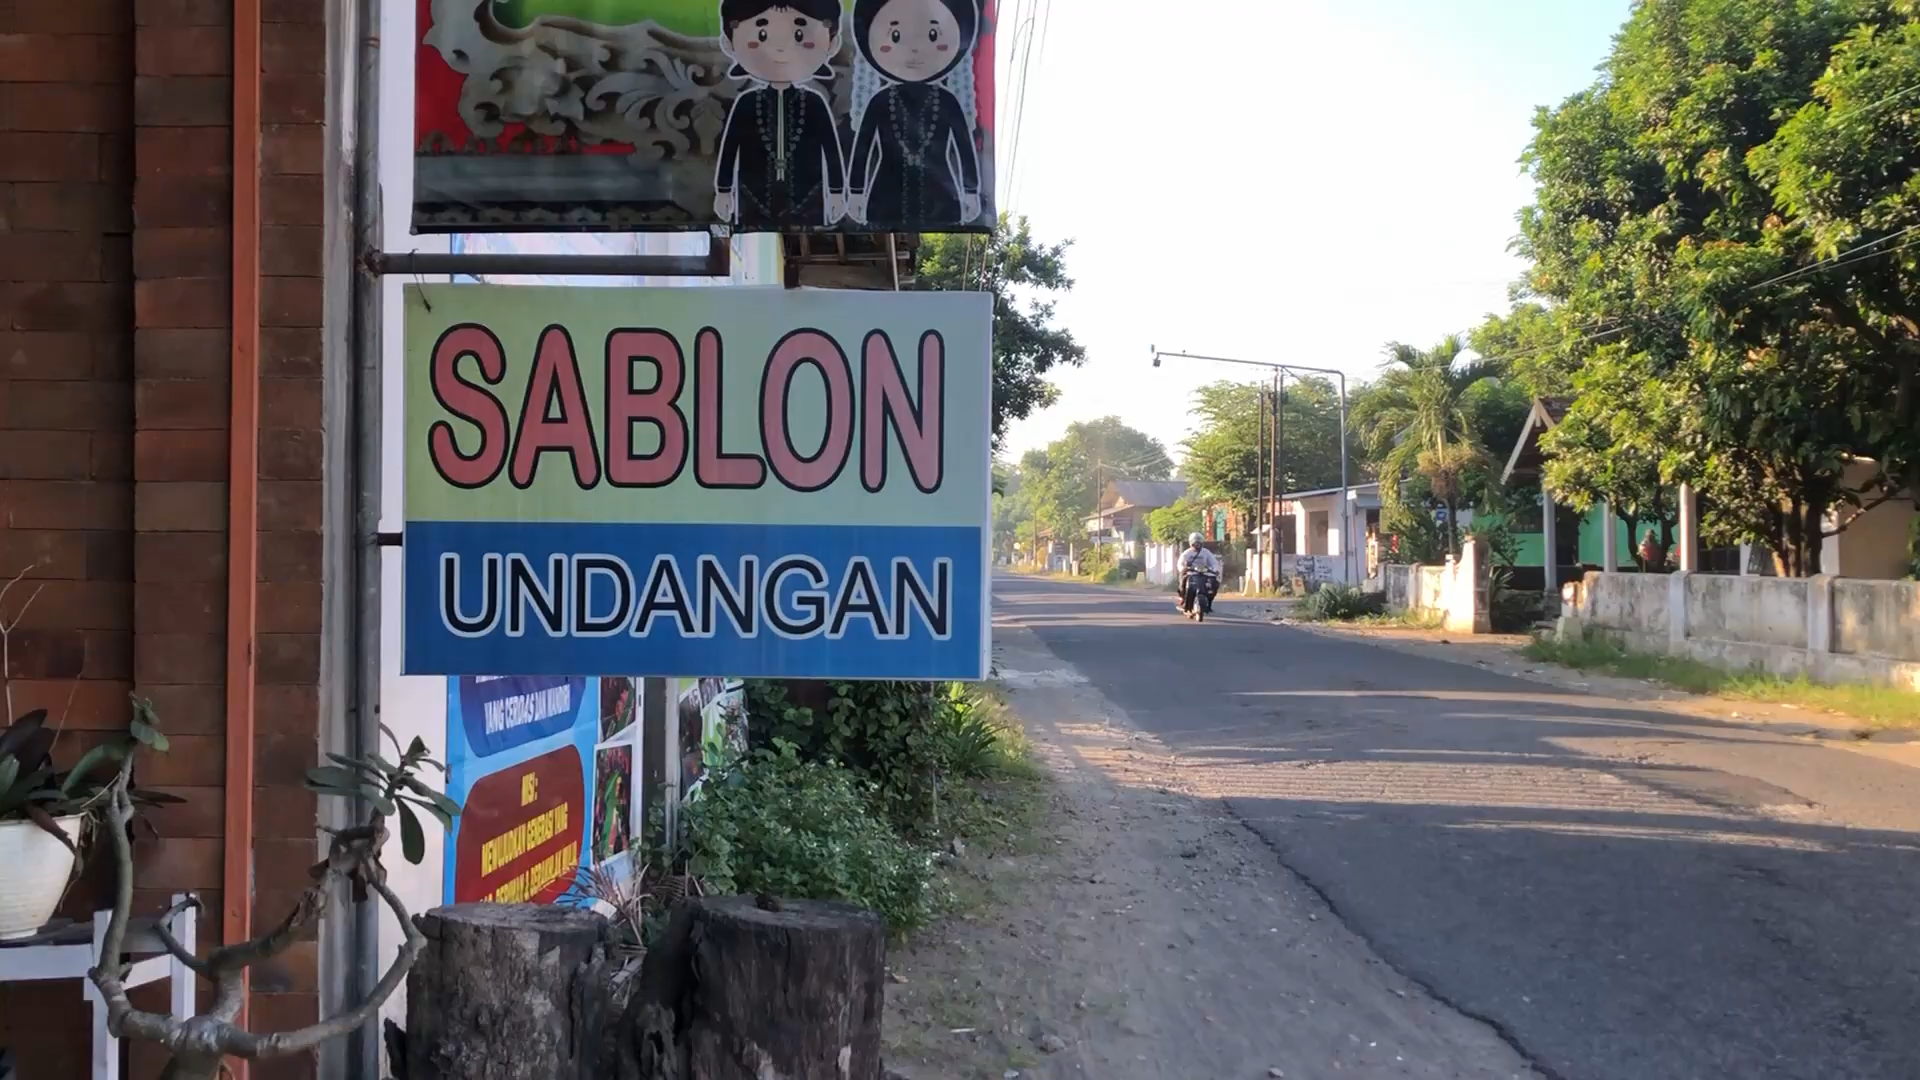 SABLON
UNDANGAN
YANG CERDAS DAN MANDIRI
MISI :
MEWUJUDKAN GENERASI YANG